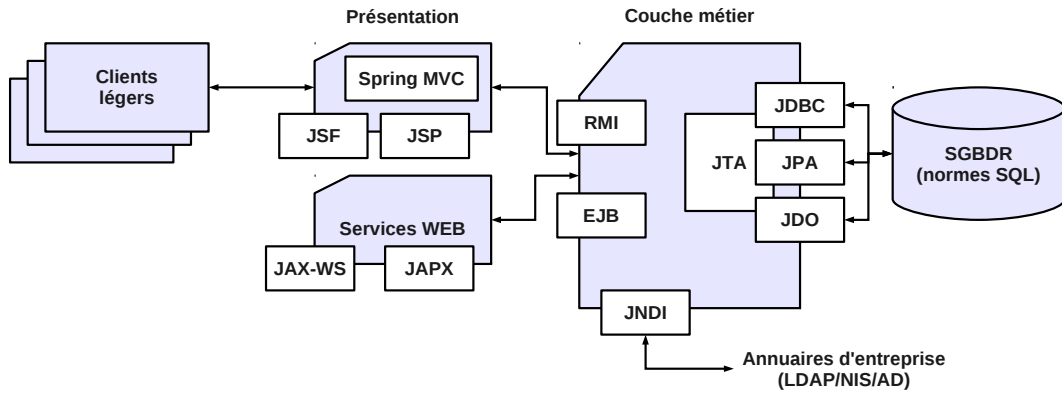 Présentation
Couche métier
Clients
légers
Spring MVC
JSF
JSP
RMI
JDBC
JTA
JPA
SGBDR
(normes SQL)
Services WEB
EJB
JDO
JAX-WS
JAPX
JNDI
Annuaires d'entreprise
(LDAP/NIS/AD)